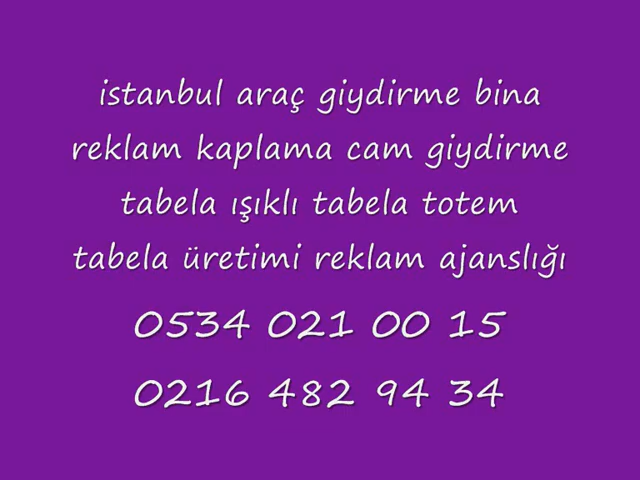 istanbul araç giydirme bina
reklam kaplama cam giydirme
tabela ışıklı tabela totem
tabela üretimi reklam ajanslığı
0534 021 00 15
0216 482 94 34